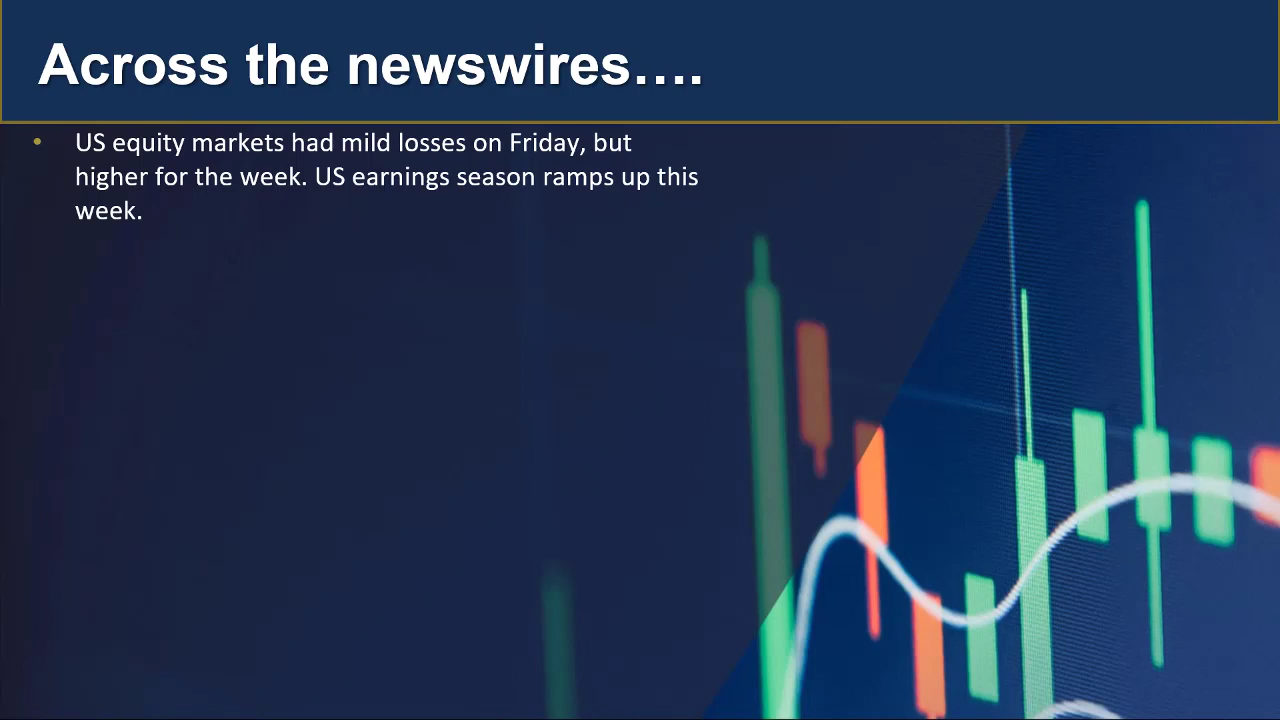 Across the newswires….
• US equity markets had mild losses on Friday, but
higher for the week. US earnings season ramps up this
week.